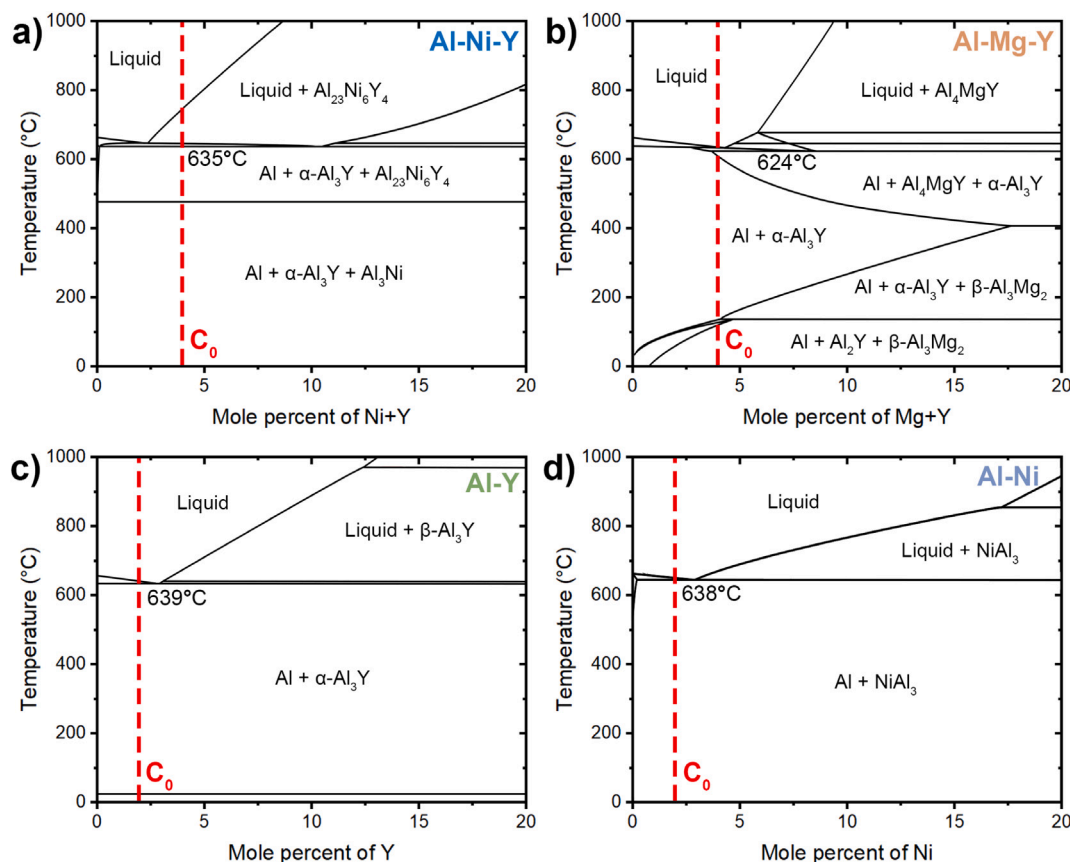 a)
Al-Ni-Y
1000
800
600
400
200
0
Temperature (°C)
Liquid
Liquid + Al₂₃Ni₆Y₄
635°C
Al + α-Al₃Y + Al₂₃Ni₆Y₄
Al + α-Al₃Y + Al₃Ni
C₀
0 5 10 15 20
Mole percent of Ni+Y
b)
Al-Mg-Y
1000
800
600
400
200
0
Temperature (°C)
Liquid
Liquid + Al₄MgY
624°C
Al + Al₄MgY + α-Al₃Y
Al + α-Al₃Y
Al + α-Al₃Y + β-Al₃Mg₂
Al + Al₂Y + β-Al₃Mg₂
C₀
0 5 10 15 20
Mole percent of Mg+Y
c)
Al-Y
1000
800
600
400
200
0
Temperature (°C)
Liquid
Liquid + β-Al₃Y
639°C
Al + α-Al₃Y
C₀
0 5 10 15 20
Mole percent of Y
d)
Al-Ni
1000
800
600
400
200
0
Temperature (°C)
Liquid
Liquid + NiAl₃
638°C
Al + NiAl₃
C₀
0 5 10 15 20
Mole percent of Ni